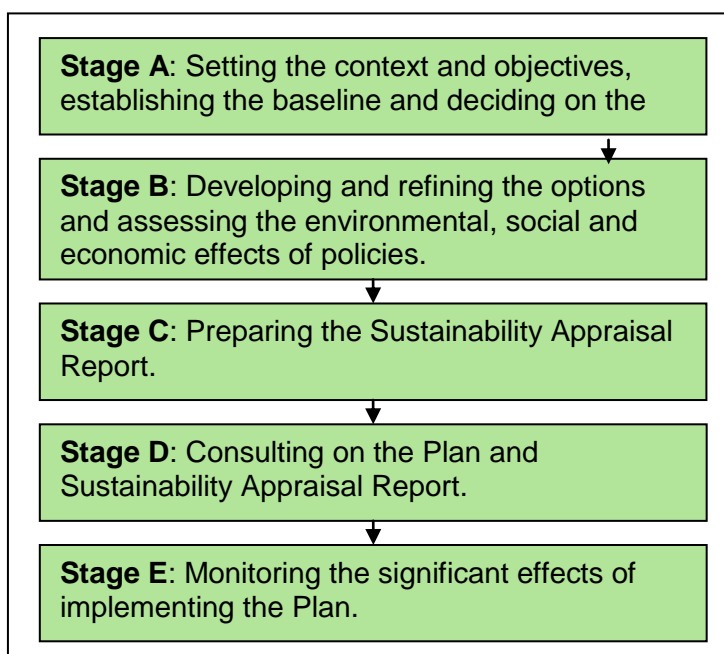 Stage A: Setting the context and objectives,
establishing the baseline and deciding on the
Stage B: Developing and refining the options
and assessing the environmental, social and
economic effects of policies.
Stage C: Preparing the Sustainability Appraisal
Report.
Stage D: Consulting on the Plan and
Sustainability Appraisal Report.
Stage E: Monitoring the significant effects of
implementing the Plan.